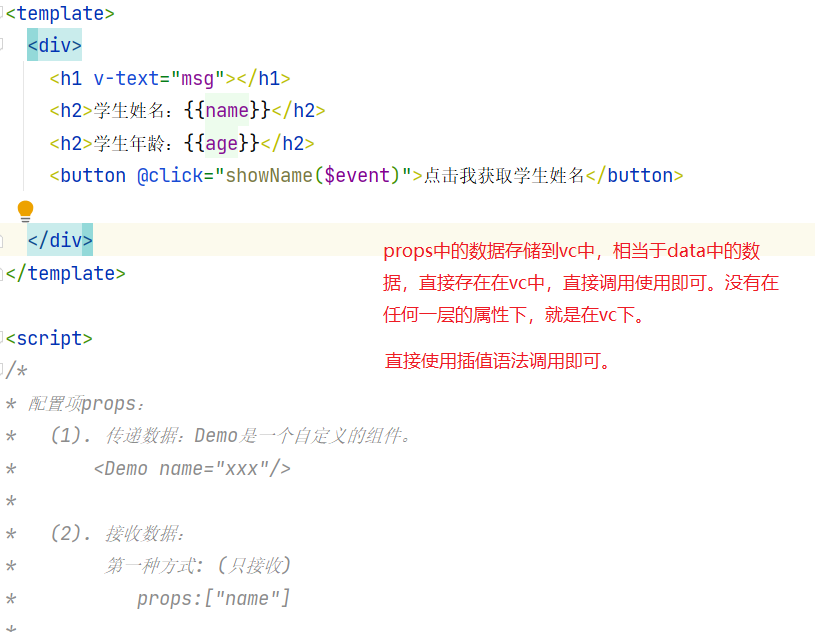 <template>
<div>
<h1 v-text="msg"></h1>
<h2>学生姓名：{{name}}</h2>
<h2>学生年龄：{{age}}</h2>
<button @click="showName($event)">点击我获取学生姓名</button>
</div>
props中的数据存储到vc中，相当于data中的数
</template>
据，直接存在在vc中，直接调用使用即可。没有在
任何一层的属性下，就是在vc下。
<script>
直接使用插值语法调用即可。
/*
* 配置项props：
* (1). 传递数据：Demo是一个自定义的组件。
* <Demo name="xxx"/>
*
* (2). 接收数据：
* 第一种方式：(只接收)
* props:["name"]
*